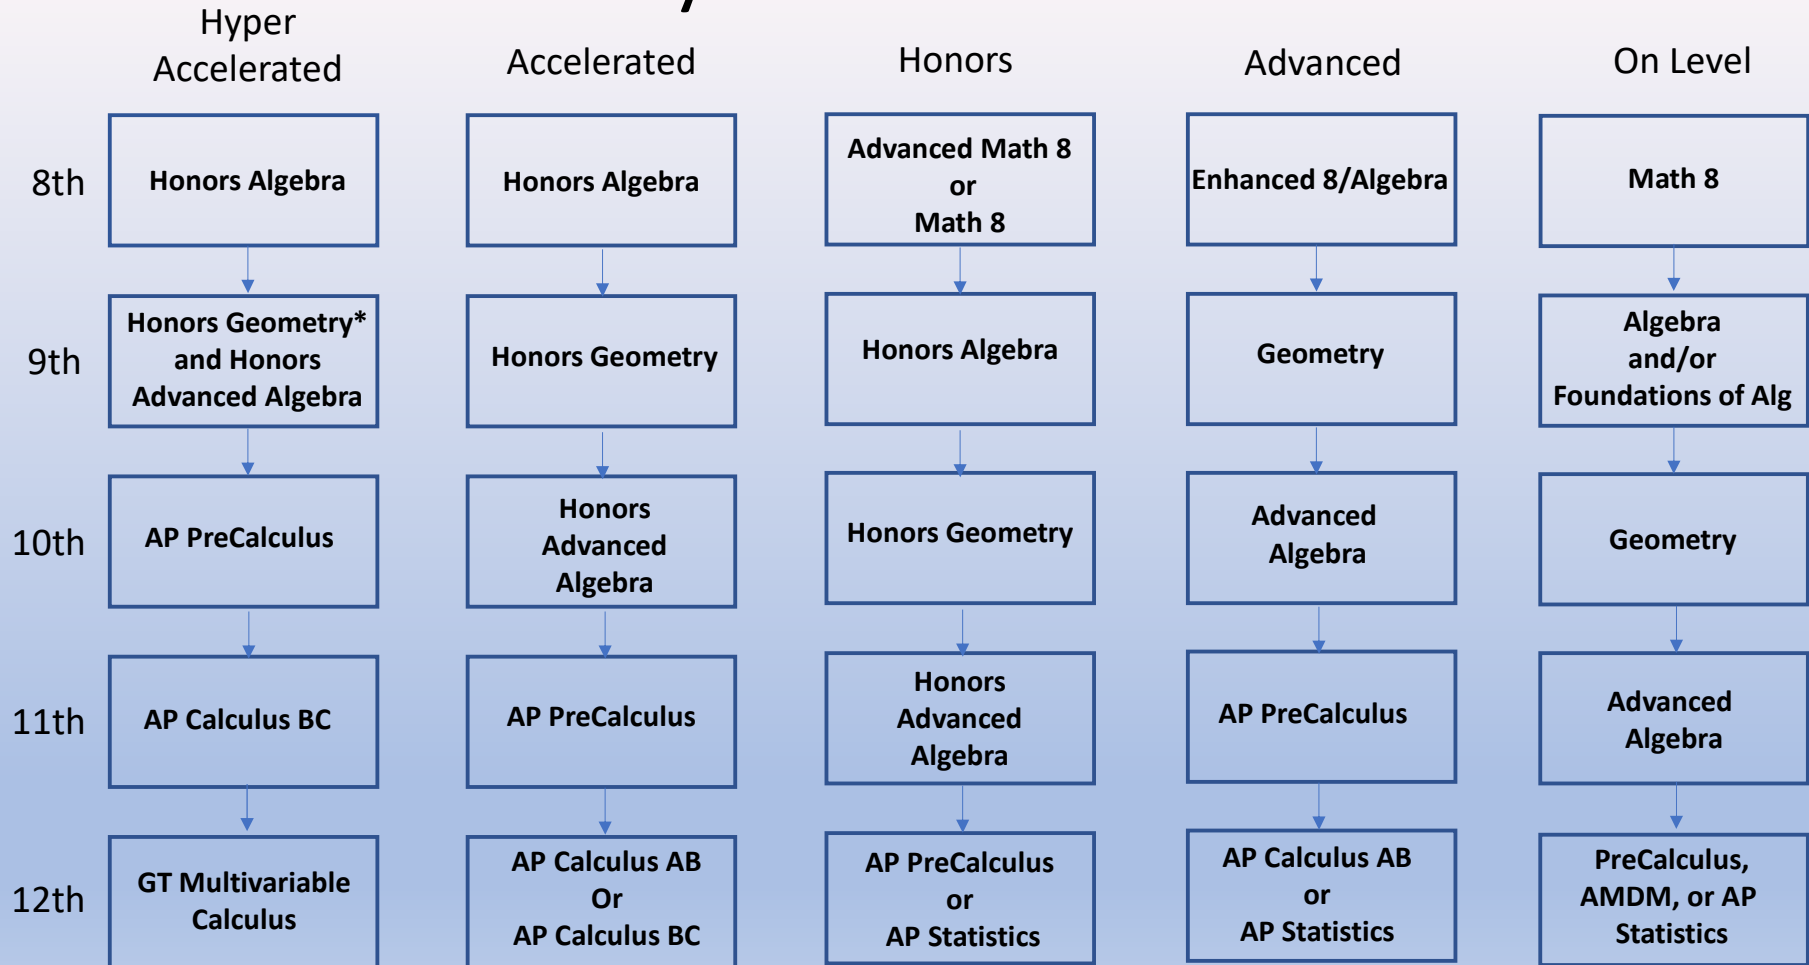 Hyper
Accelerated
Accelerated
Honors
Advanced
On Level
8th
Honors Algebra
Honors Algebra
Advanced Math 8
or
Math 8
Enhanced 8/Algebra
Math 8
9th
Honors Geometry*
and Honors
Advanced Algebra
Honors Geometry
Honors Algebra
Geometry
Algebra
and/or
Foundations of Alg
10th
AP PreCalculus
Honors
Advanced
Algebra
Honors Geometry
Advanced
Algebra
Geometry
11th
AP Calculus BC
AP PreCalculus
Honors
Advanced
Algebra
AP PreCalculus
Advanced
Algebra
12th
GT Multivariable
Calculus
AP Calculus AB
Or
AP Calculus BC
AP PreCalculus
or
AP Statistics
AP Calculus AB
or
AP Statistics
PreCalculus,
AMDM, or AP
Statistics